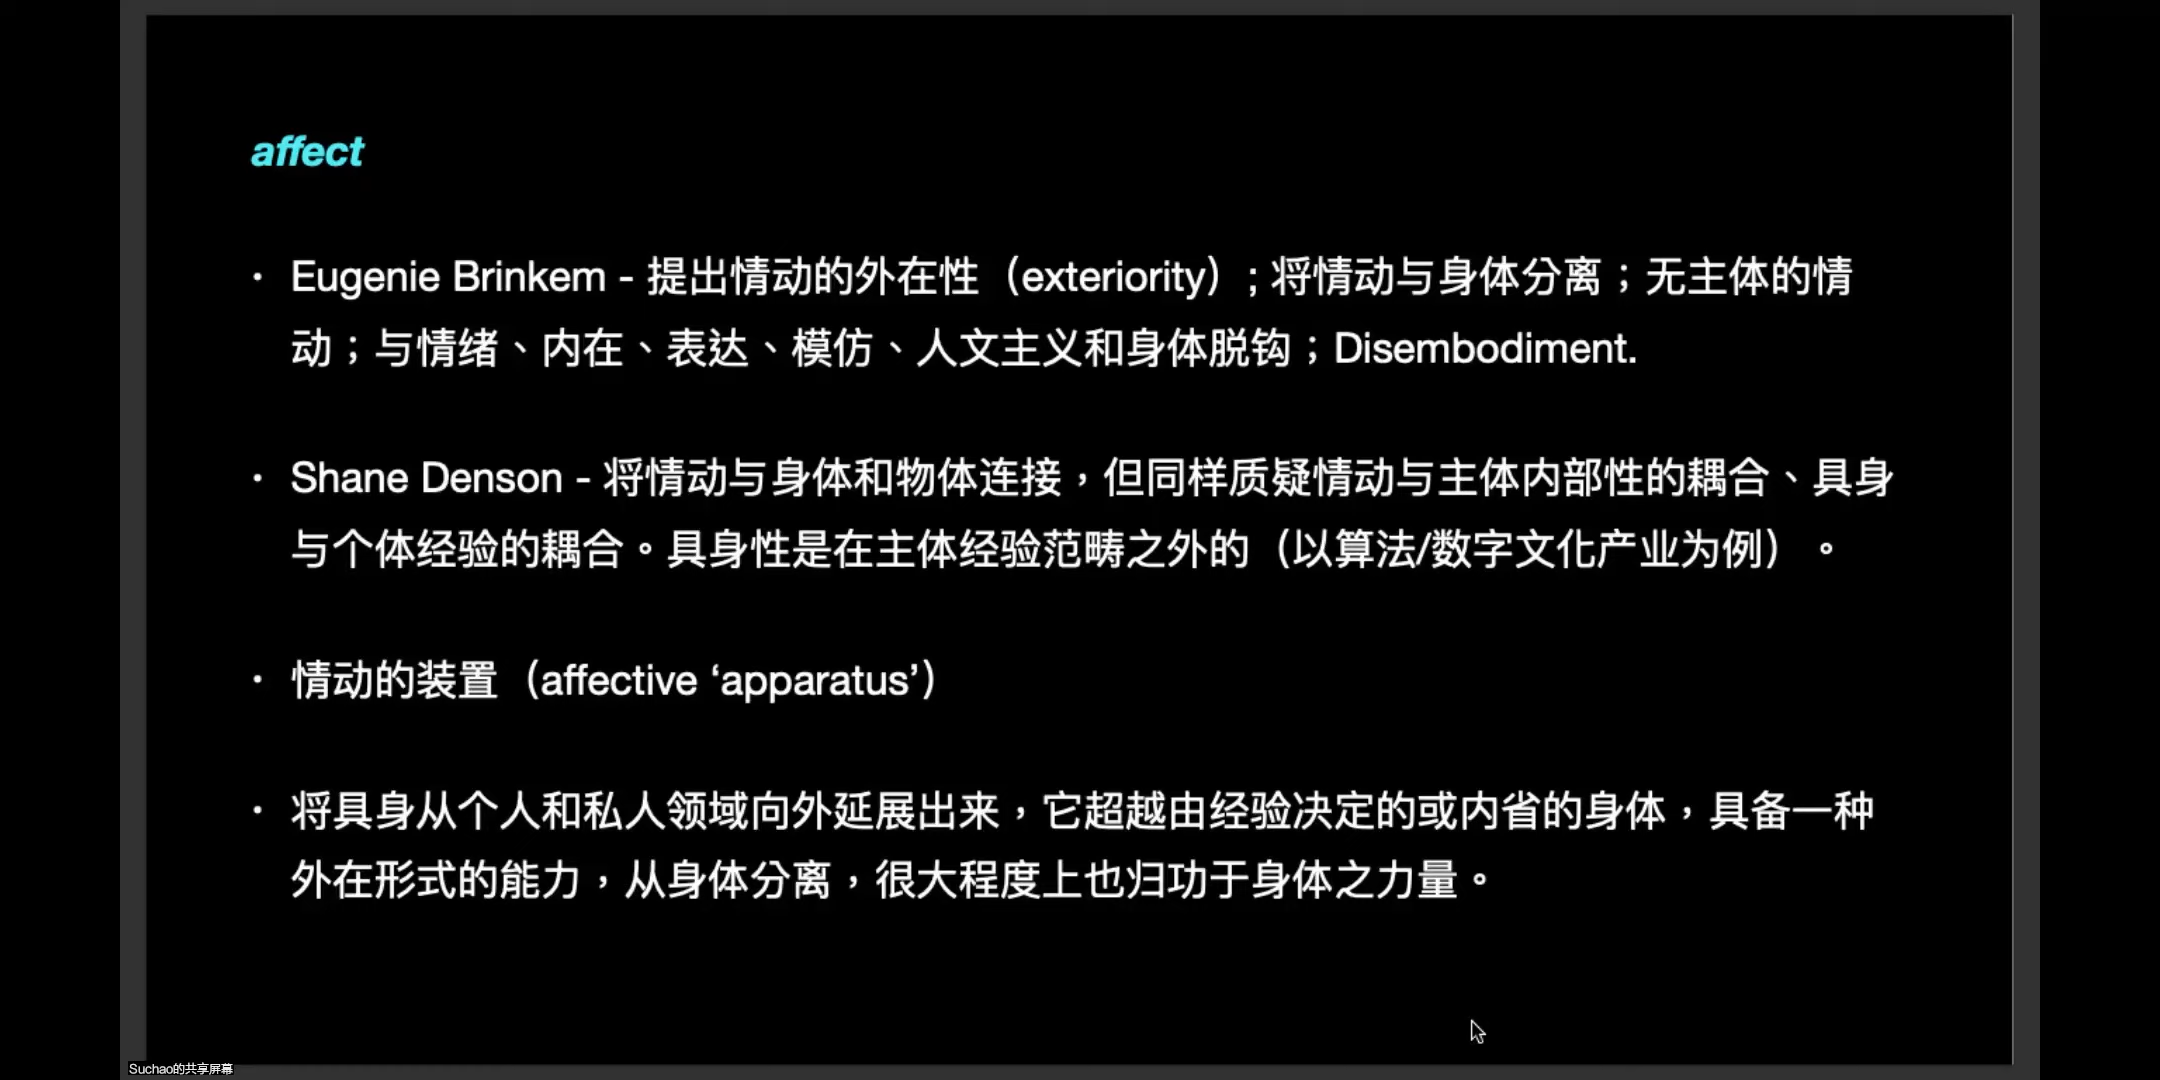 affect
· Eugenie Brinkem - 提出情动的外在性（exteriority）; 将情动与身体分离；无主体的情
动；与情绪、内在、表达、模仿、人文主义和身体脱钩；Disembodiment.
· Shane Denson - 将情动与身体和物体连接，但同样质疑情动与主体内部性的耦合、具身
与个体经验的耦合。具身性是在主体经验范畴之外的（以算法/数字文化产业为例）。
· 情动的装置（affective ‘apparatus’）
· 将具身从个人和私人领域向外延展出来，它超越由经验决定的或内省的身体，具备一种
外在形式的能力，从身体分离，很大程度上也归功于身体之力量。
Suchao的共享屏幕